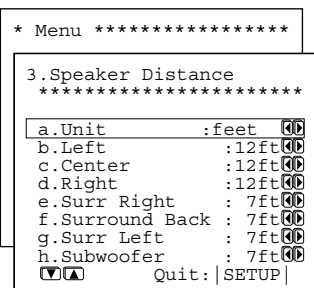 * Menu *****************
3.Speaker Distance
***********************
a.Unit :feet
b.Left :12ft
c.Center :12ft
d.Right :12ft
e.Surr Right : 7ft
f.Surround Back : 7ft
g.Surr Left : 7ft
h.Subwoofer : 7ft
Quit:|SETUP|